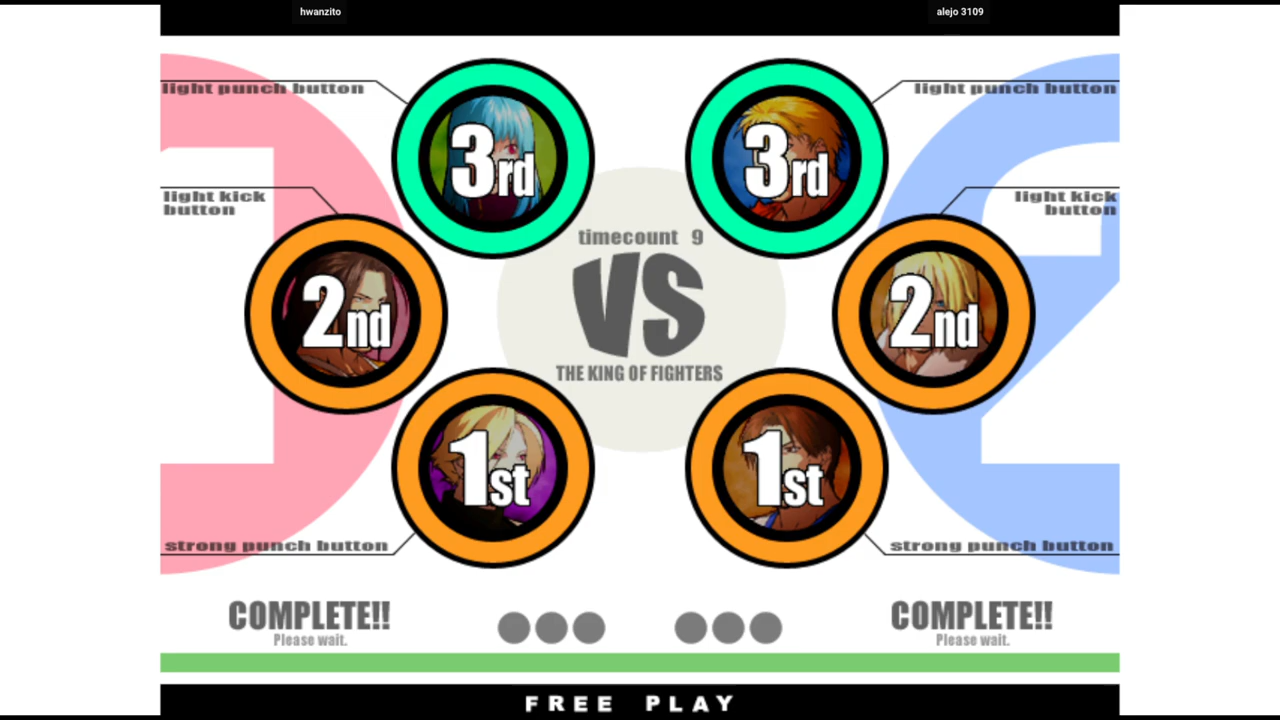 hwanzito
alejo 3109
light punch button
light punch button
3rd
3rd
light kick
button
light kick
button
timecount 9
VS
THE KING OF FIGHTERS
2nd
2nd
1st
1st
strong punch button
strong punch button
COMPLETE!!
Please wait.
COMPLETE!!
Please wait.
FREE PLAY